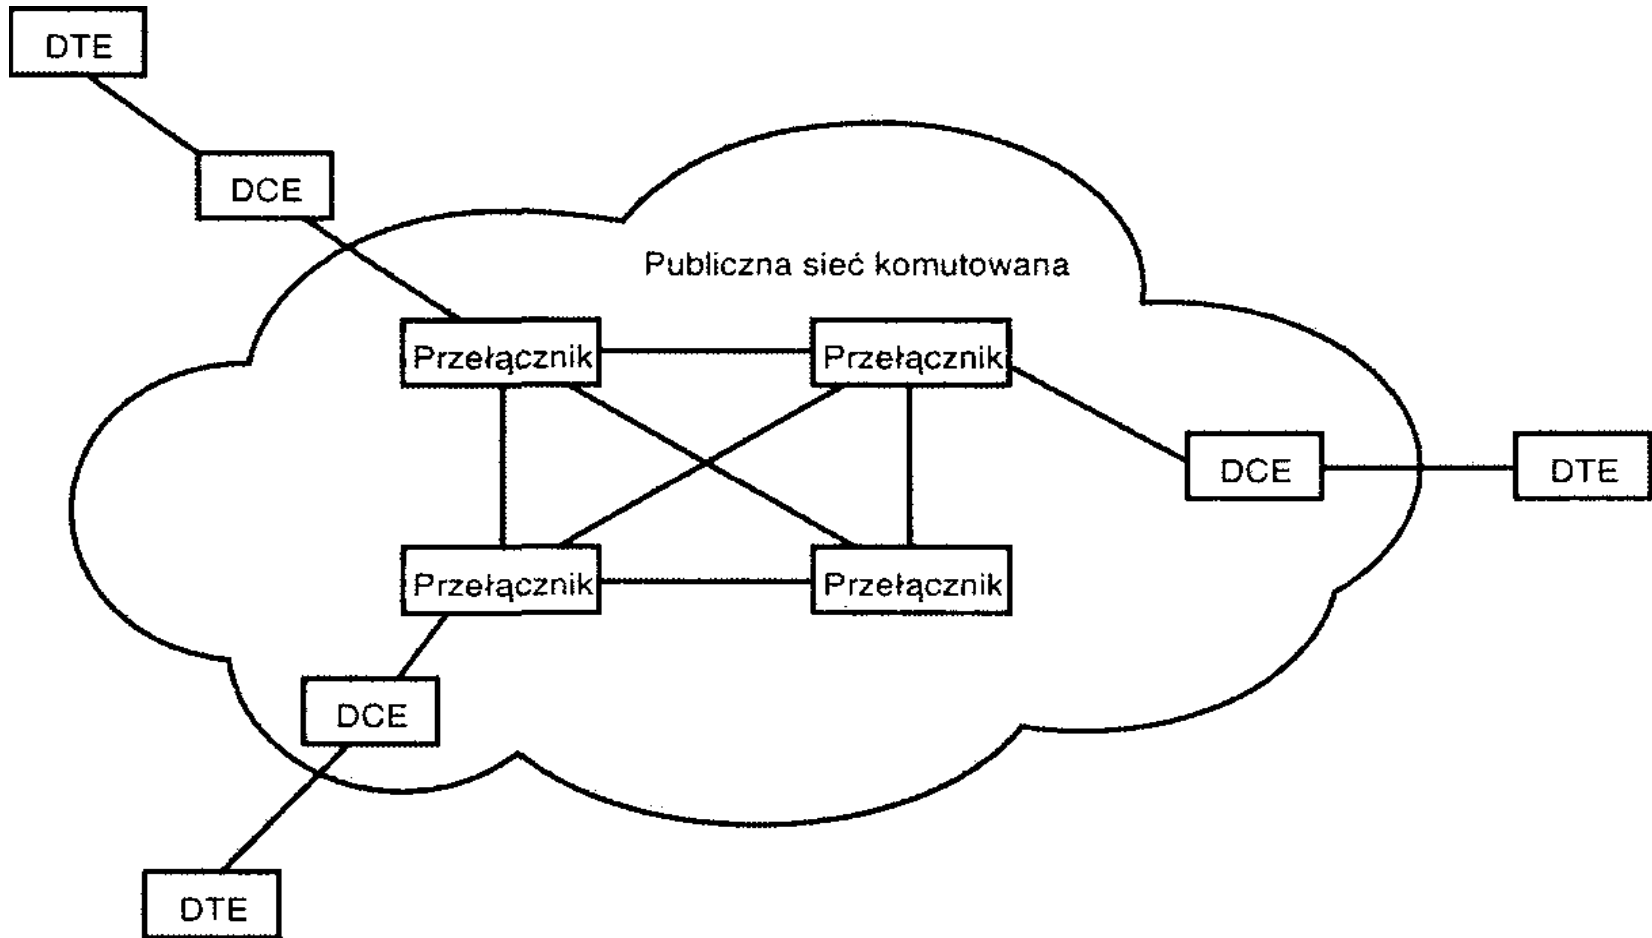 DTE
DCE
Publiczna sieć komutowana
Przełącznik
Przełącznik
DCE
DTE
Przełącznik
Przełącznik
DCE
DTE